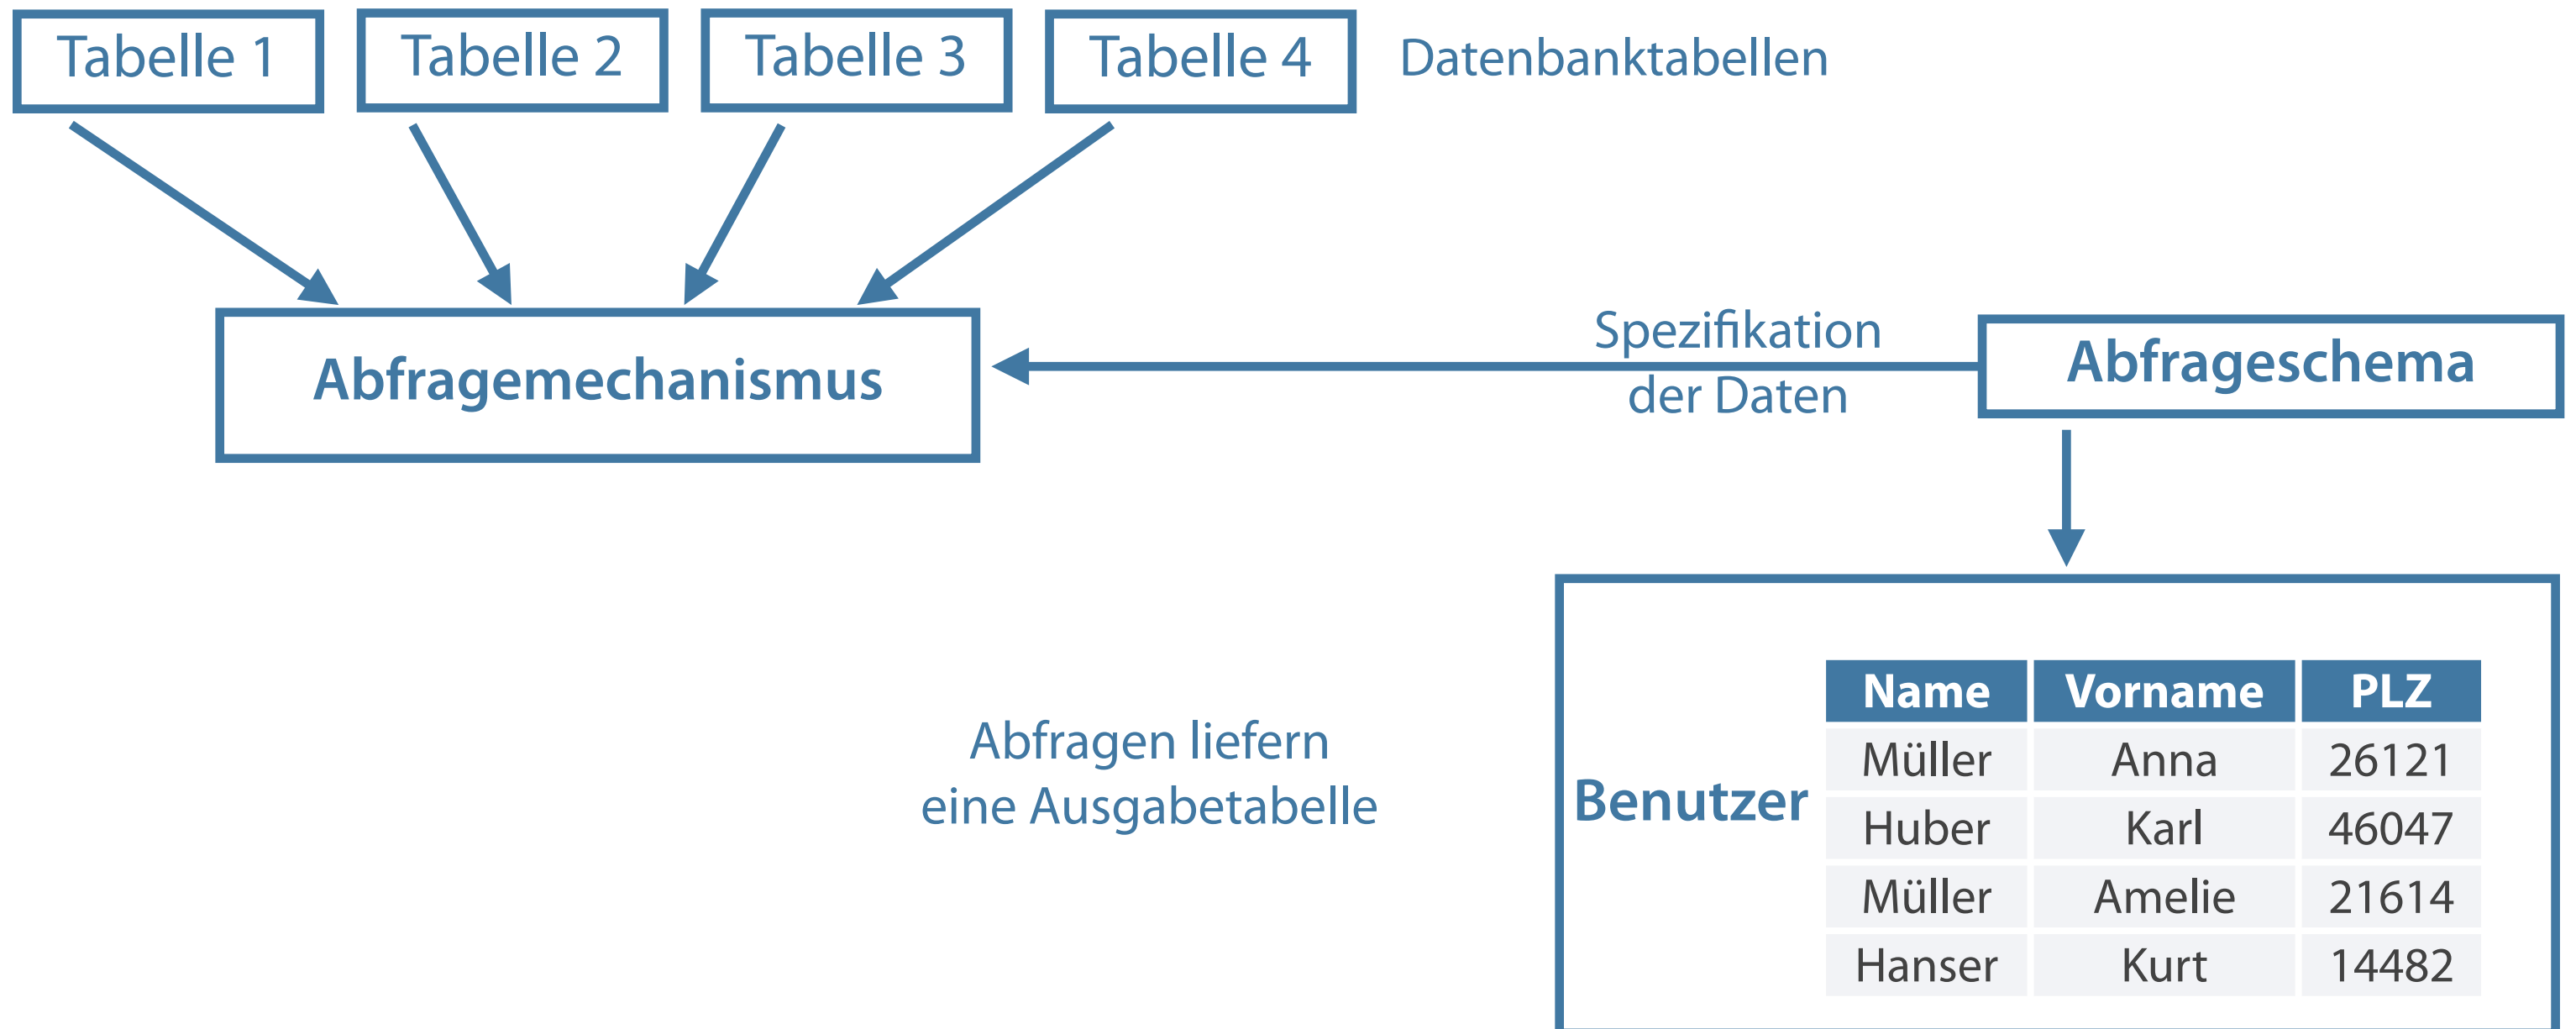 Tabelle 1 Tabelle 2 Tabelle 3 Tabelle 4 Datenbanktabellen
Abfragemechanismus
Spezifikation
der Daten
Abfrageschema
Abfragen liefern
eine Ausgabetabelle
Benutzer
Name Vorname PLZ
Müller Anna 26121
Huber Karl 46047
Müller Amelie 21614
Hanser Kurt 14482